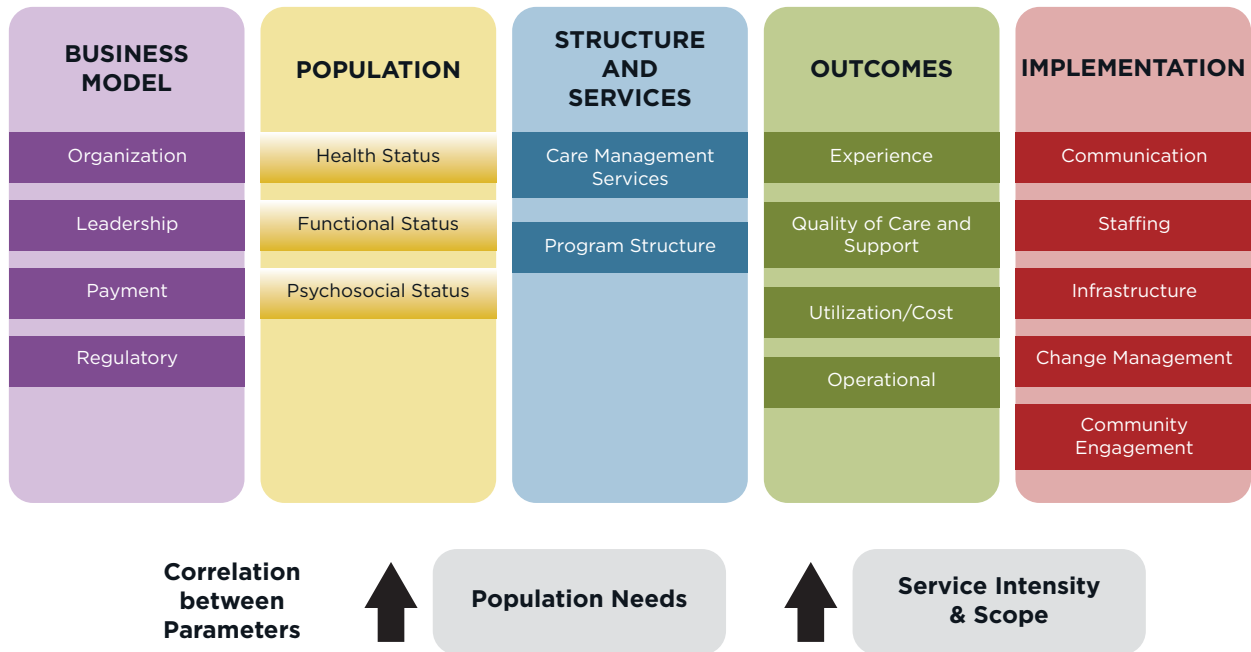 BUSINESS
MODEL
Organization
Leadership
Payment
Regulatory
POPULATION
Health Status
Functional Status
Psychosocial Status
STRUCTURE
AND
SERVICES
Care Management
Services
Program Structure
OUTCOMES
Experience
Quality of Care and
Support
Utilization/Cost
Operational
IMPLEMENTATION
Communication
Staffing
Infrastructure
Change Management
Community
Engagement
Correlation
between
Parameters
Population Needs
Service Intensity
& Scope